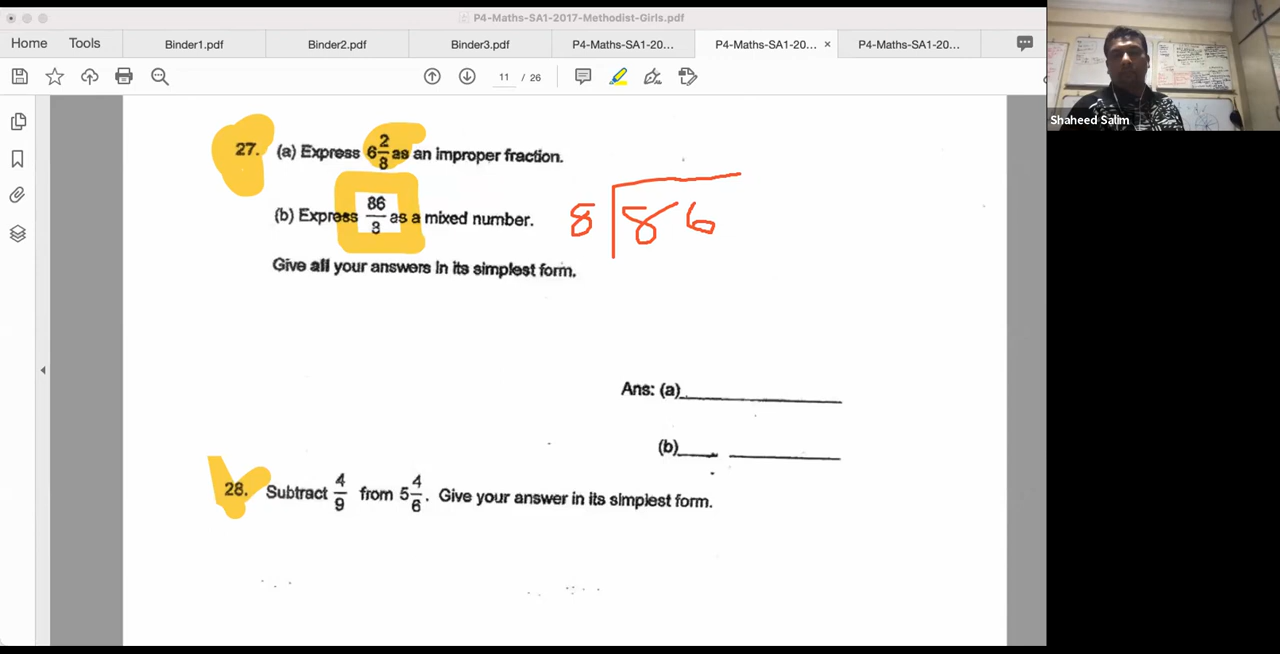 P4-Maths-SA1-2017-Methodist-Girls.pdf
Home Tools Binder1.pdf Binder2.pdf Binder3.pdf P4-Maths-SA1-20... P4-Maths-SA1-20... × P4-Maths-SA1-20...
11 / 26
Shaheed Salim
27. (a) Express 6 2/8 as an improper fraction.
(b) Express 86/8 as a mixed number.
8 86
Give all your answers in its simplest form.
Ans: (a)
(b)
28. Subtract 4/9 from 5 4/6. Give your answer in its simplest form.